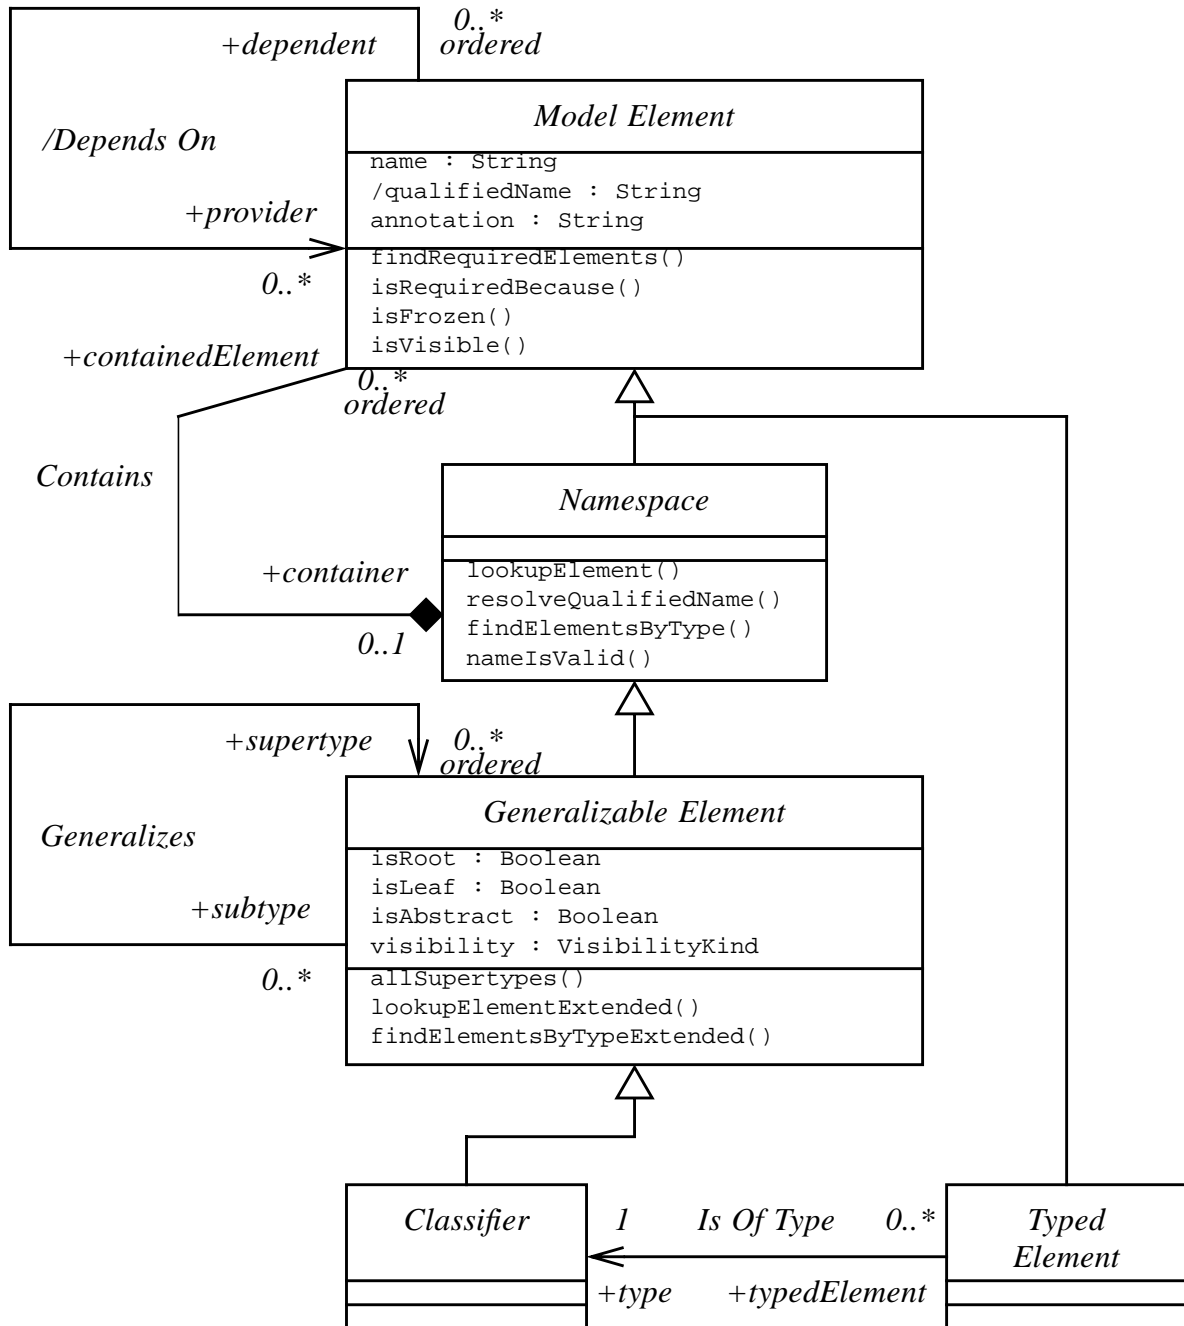 0..*
+dependent
ordered
Model Element
/Depends On
name : String
/qualifiedName : String
annotation : String
+provider
findRequiredElements()
0..*
isRequiredBecause()
isFrozen()
isVisible()
+containedElement
0..*
ordered
Contains
Namespace
+container
lookupElement()
resolveQualifiedName()
findElementsByType()
nameIsValid()
0..1
+supertype
0..*
ordered
Generalizable Element
Generalizes
isRoot : Boolean
isLeaf : Boolean
isAbstract : Boolean
visibility : VisibilityKind
+subtype
0..*
allSupertypes()
lookupElementExtended()
findElementsByTypeExtended()
Classifier
1
Is Of Type
0..*
Typed
Element
+type
+typedElement